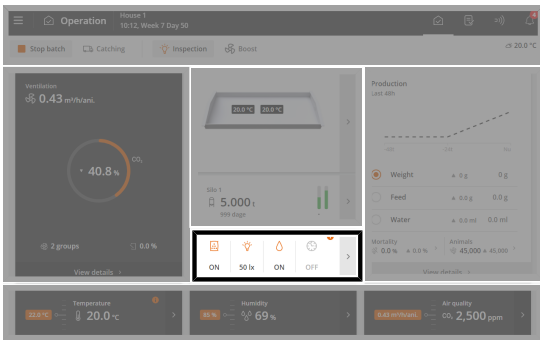 Operation
House 1
10:12, Week 7 Day 50
4
Stop batch
Catching
Inspection
Boost
20.0 °C
Ventilation
0.43 m³/h/ani.
CO₂
40.8 %
2 groups
0.0 %
View details
20.0 °C 20.0 °C
Silo 1
5.000 t
999 dage
ON
50 lx
ON
OFF
Production
Last 48h
Weight
0 g
0 g
Feed
0.0 g
0.0 g
Water
0.0 ml
0.0 ml
Mortality
0.0 %
0.0 %
Animals
45,000
45,000
View details
Temperature
20.0 °C
Humidity
69 %
Air quality
0.43 m³/h/ani.
CO₂ 2,500 ppm